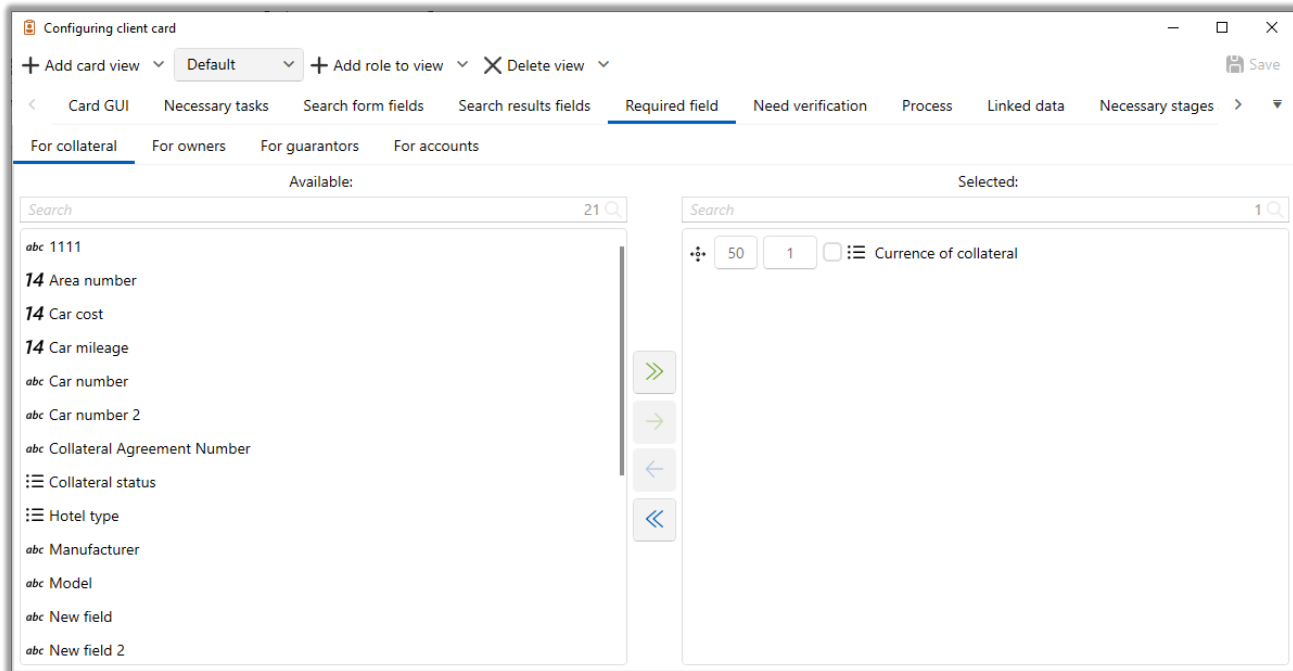 Configuring client card
Add card view Default Add role to view Delete view Save
Card GUI Necessary tasks Search form fields Search results fields Required field Need verification Process Linked data Necessary stages
For collateral For owners For guarantors For accounts
Available: Selected:
Search 21 Search 1
abc 1111 50 1 Currence of collateral
14 Area number
14 Car cost
14 Car mileage
abc Car number
abc Car number 2
abc Collateral Agreement Number
Collateral status
Hotel type
abc Manufacturer
abc Model
abc New field
abc New field 2